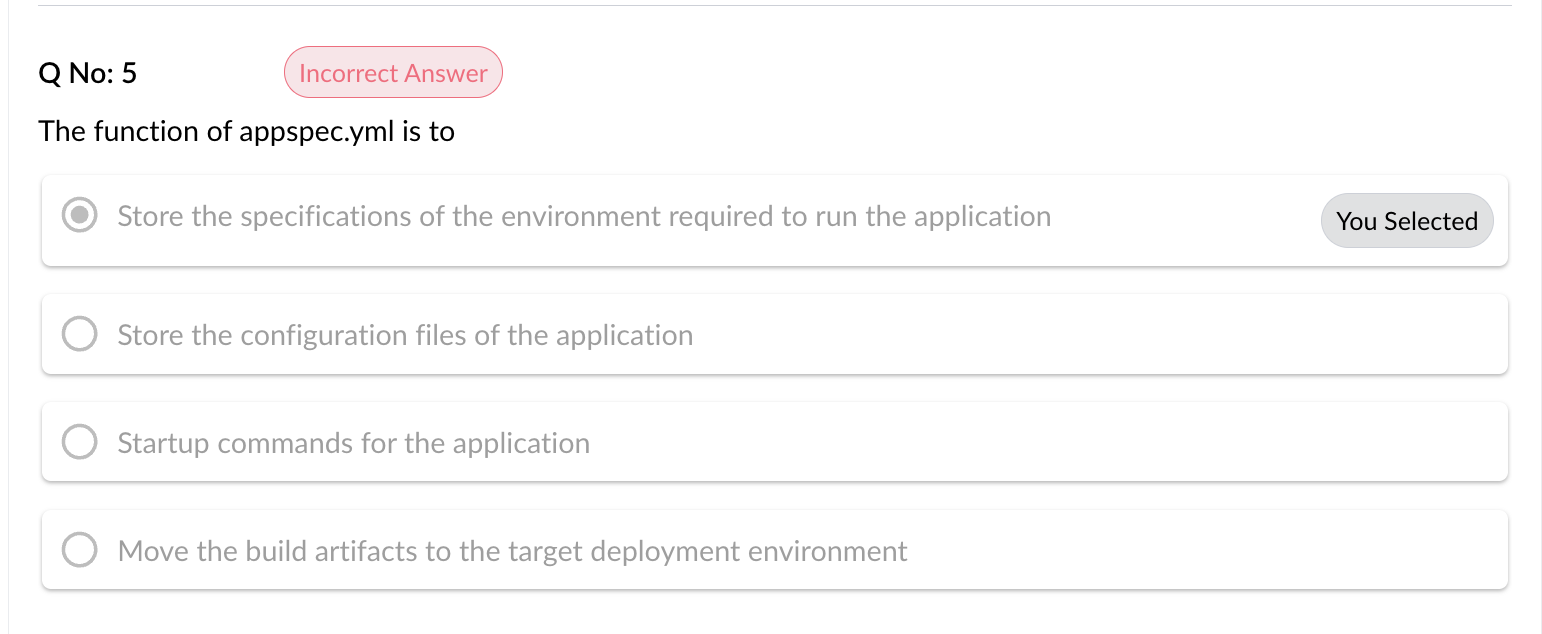 Q No: 5
Incorrect Answer
The function of appspec.yml is to
Store the specifications of the environment required to run the application
You Selected
Store the configuration files of the application
Startup commands for the application
Move the build artifacts to the target deployment environment